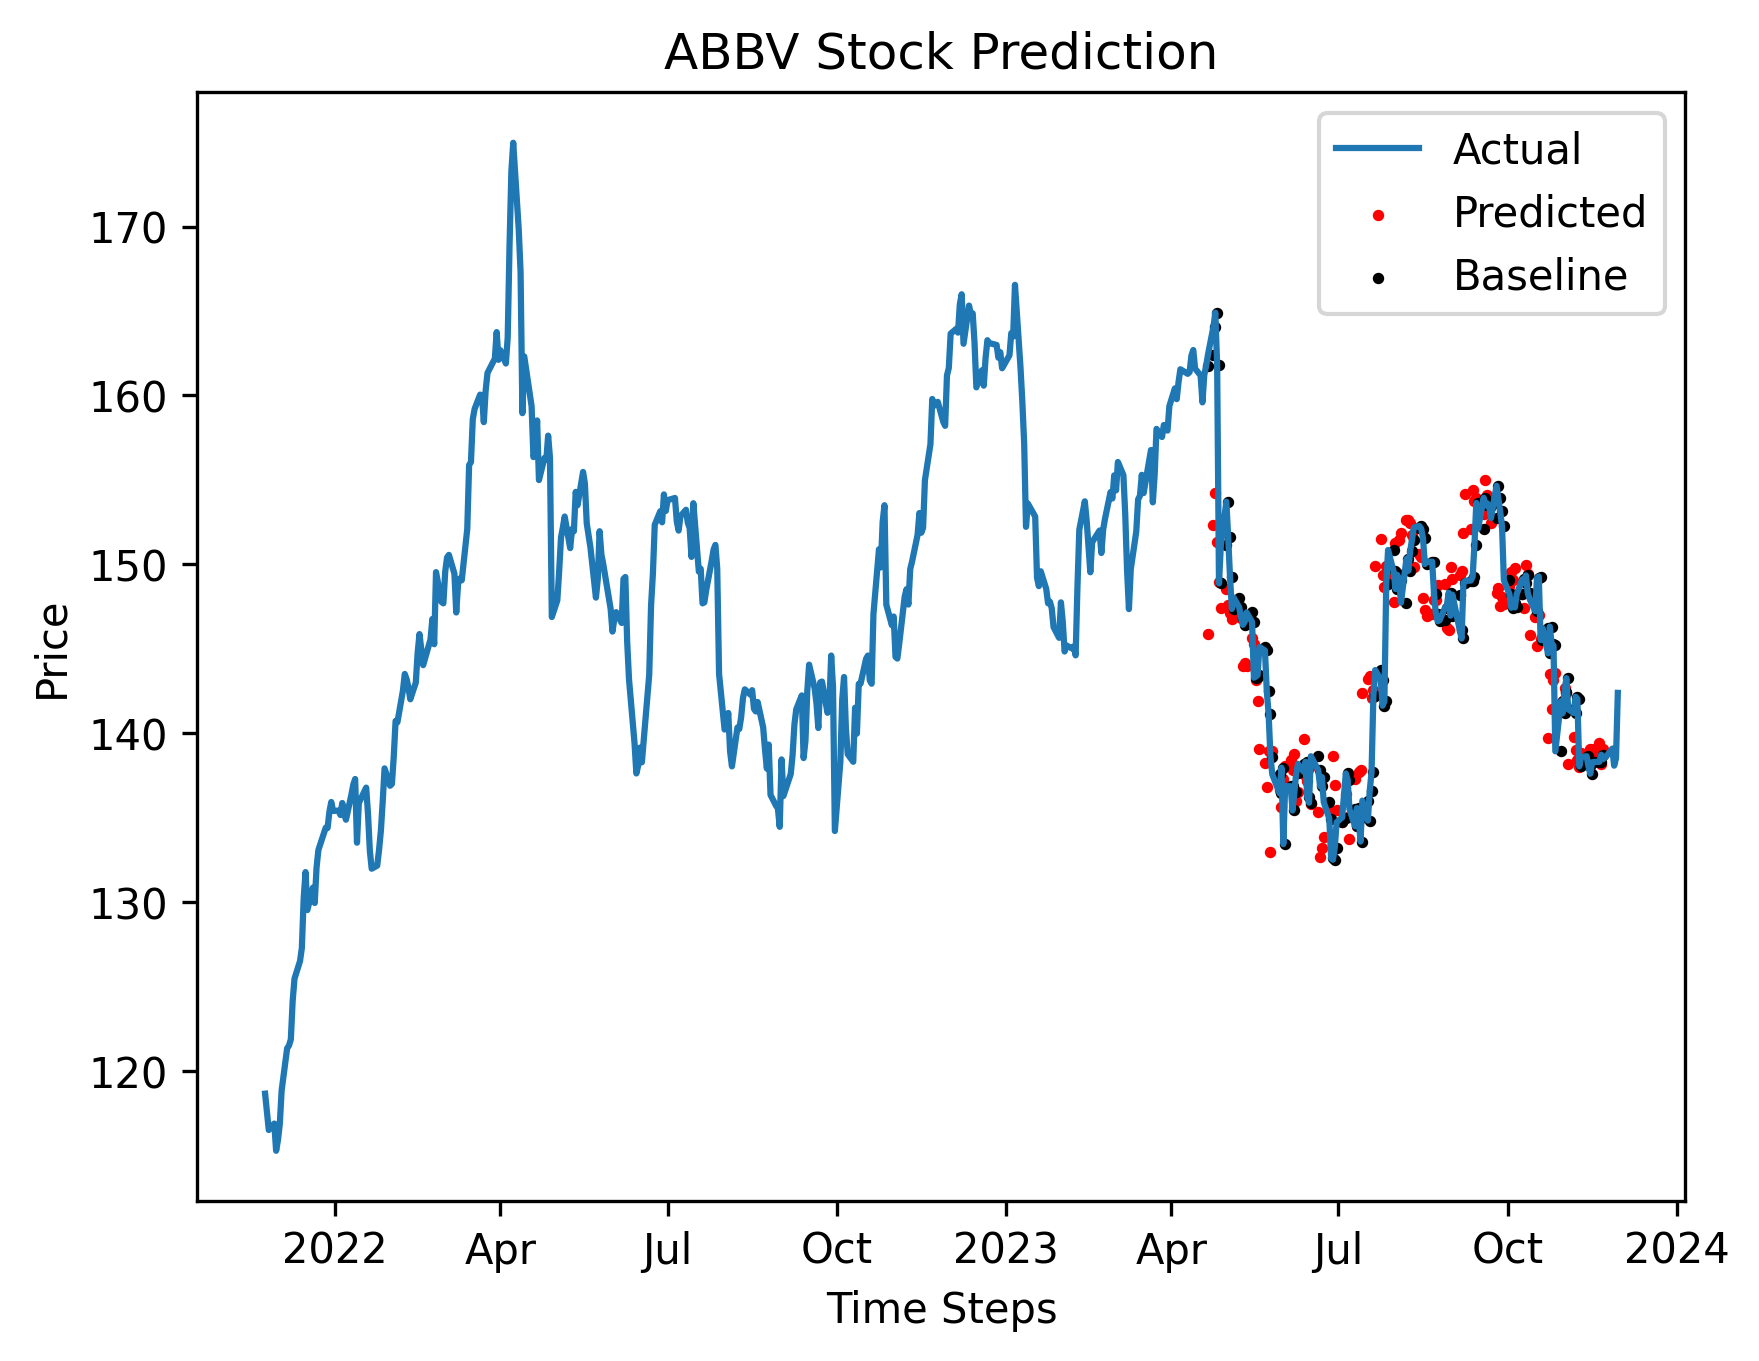 ABBV Stock Prediction
Actual
Predicted
Baseline
170
160
150
140
130
120
Price
2022
Apr
Jul
Oct
2023
Apr
Jul
Oct
2024
Time Steps